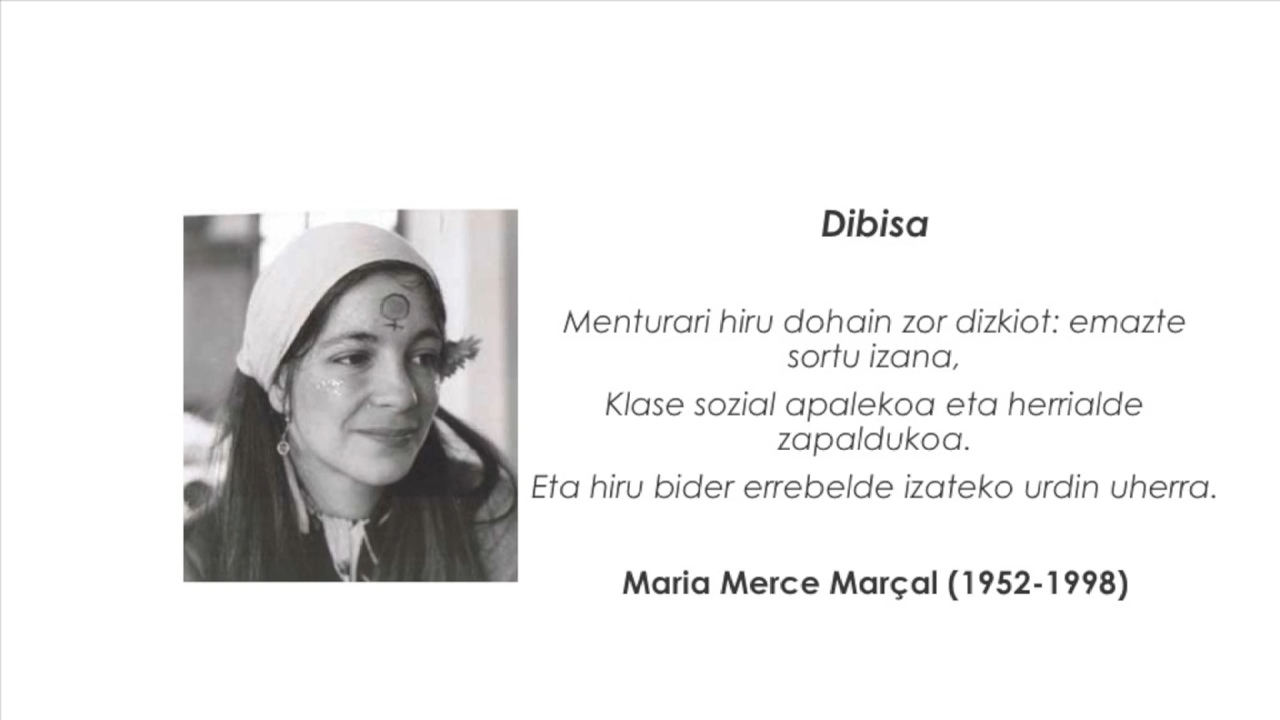 Dibisa
Menturari hiru dohain zor dizkiot: emazte
sortu izana,
Klase sozial apalekoa eta herrialde
zapaldukoa.
Eta hiru bider errebelde izateko urdin uherra.
Maria Merce Marçal (1952-1998)